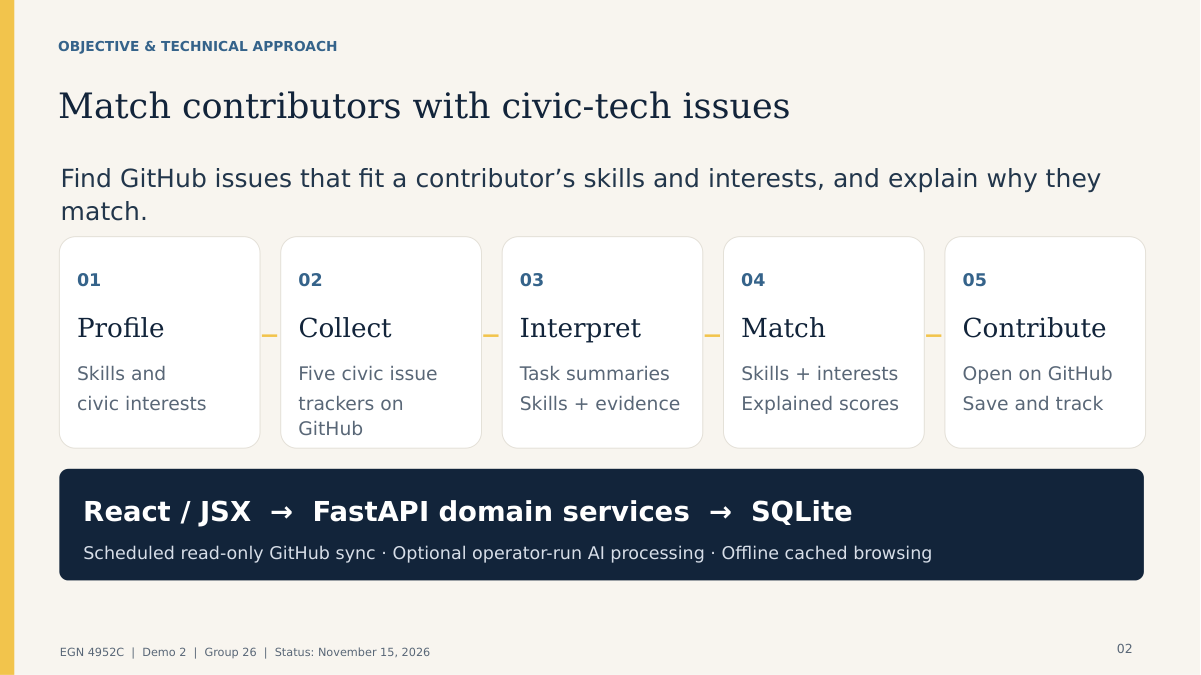 OBJECTIVE & TECHNICAL APPROACH
Match contributors with civic-tech issues
Find GitHub issues that fit a contributor’s skills and interests, and explain why they
match.
01
Profile
Skills and
civic interests
02
Collect
Five civic issue
trackers on
GitHub
03
Interpret
Task summaries
Skills + evidence
04
Match
Skills + interests
Explained scores
05
Contribute
Open on GitHub
Save and track
React / JSX → FastAPI domain services → SQLite
Scheduled read-only GitHub sync · Optional operator-run AI processing · Offline cached browsing
EGN 4952C | Demo 2 | Group 26 | Status: November 15, 2026
02